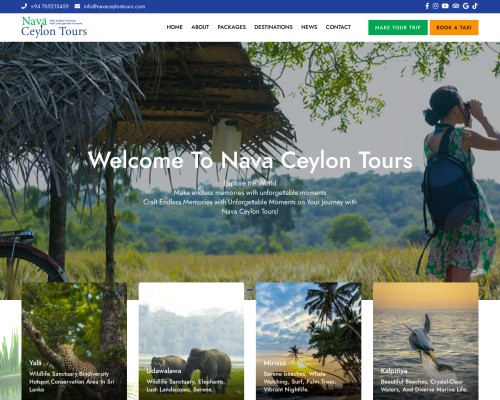 +94 769215459 info@navaceylontours.com
Nava
Ceylon Tours
HOME ABOUT PACKAGES DESTINATIONS NEWS CONTACT
MAKE YOUR TRIP BOOK A TAXI
Welcome To Nava Ceylon Tours
Explore the World
Make endless memories with unforgettable moments
Craft Endless Memories with Unforgettable Moments on Your Journey with
Nava Ceylon Tours!
Yala
Wildlife Sanctuary,Biodiversity
Hotspot,Conservation Area In Sri
Lanka
Udawalawa
Wildlife Sanctuary, Elephants,
Lush Landscapes, Serene,
Mirissa
Serene Beaches, Whale
Watching, Surf, Palm Trees,
Vibrant Nightlife.
Kalpitiya
Beautiful Beaches, Crystal-Clear
Waters, And Diverse Marine Life.